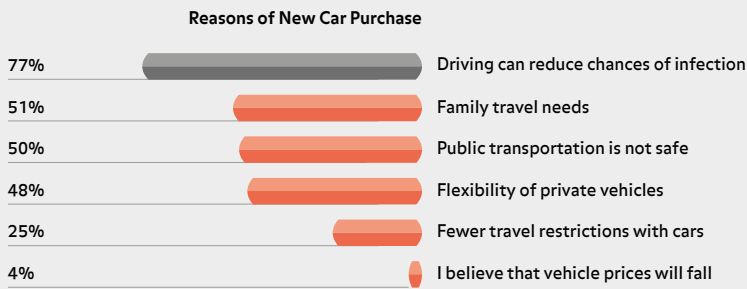 Reasons of New Car Purchase
77% Driving can reduce chances of infection
51% Family travel needs
50% Public transportation is not safe
48% Flexibility of private vehicles
25% Fewer travel restrictions with cars
4% I believe that vehicle prices will fall